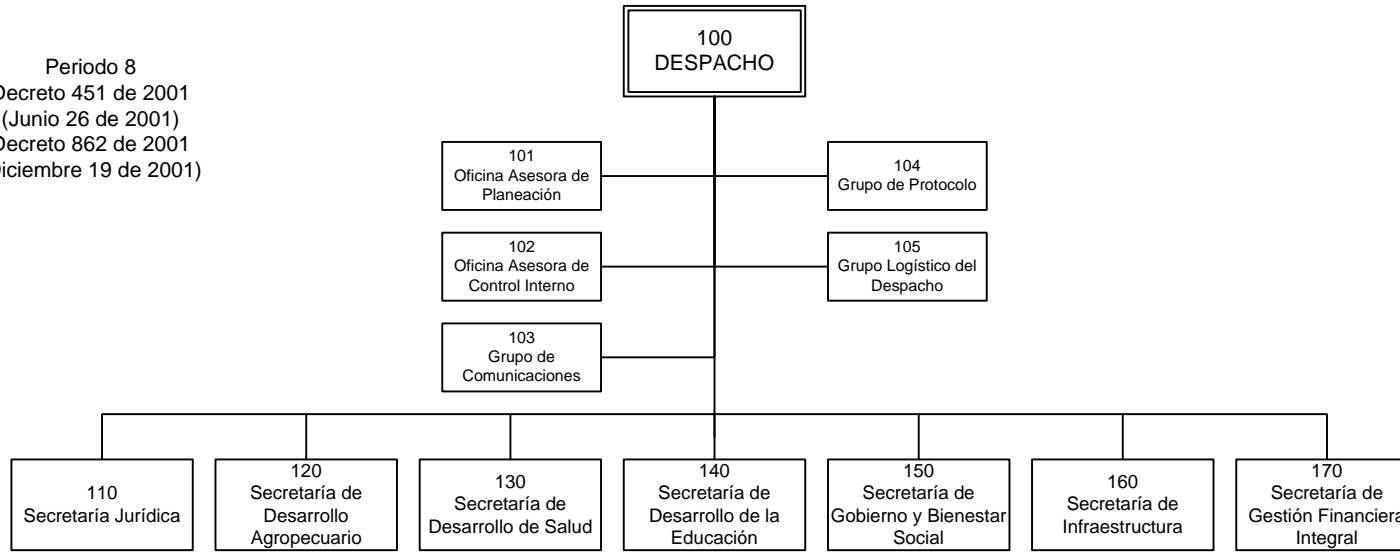 Periodo 8
Decreto 451 de 2001
(Junio 26 de 2001)
Decreto 862 de 2001
Diciembre 19 de 2001)
100
DESPACHO
101
Oficina Asesora de
Planeación
104
Grupo de Protocolo
102
Oficina Asesora de
Control Interno
105
Grupo Logístico del
Despacho
103
Grupo de
Comunicaciones
110
Secretaría Jurídica
120
Secretaría de
Desarrollo
Agropecuario
130
Secretaría de
Desarrollo de Salud
140
Secretaría de
Desarrollo de la
Educación
150
Secretaría de
Gobierno y Bienestar
Social
160
Secretaría de
Infraestructura
170
Secretaría de
Gestión Financiera
Integral